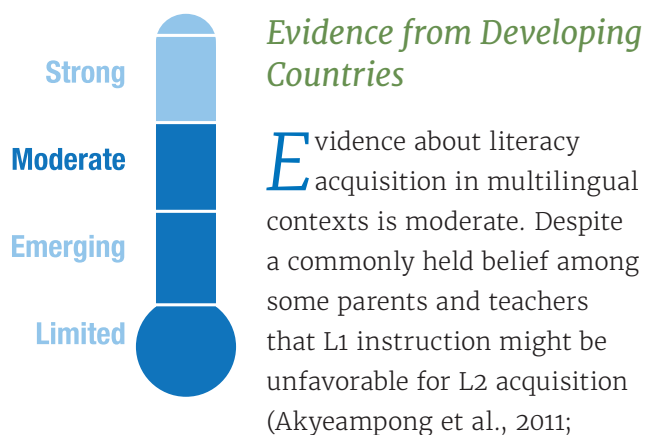 Strong
Moderate
Emerging
Limited
Evidence from Developing
Countries
Evidence about literacy
acquisition in multilingual
contexts is moderate. Despite
a commonly held belief among
some parents and teachers
that L1 instruction might be
unfavorable for L2 acquisition
(Akyeampong et al., 2011;